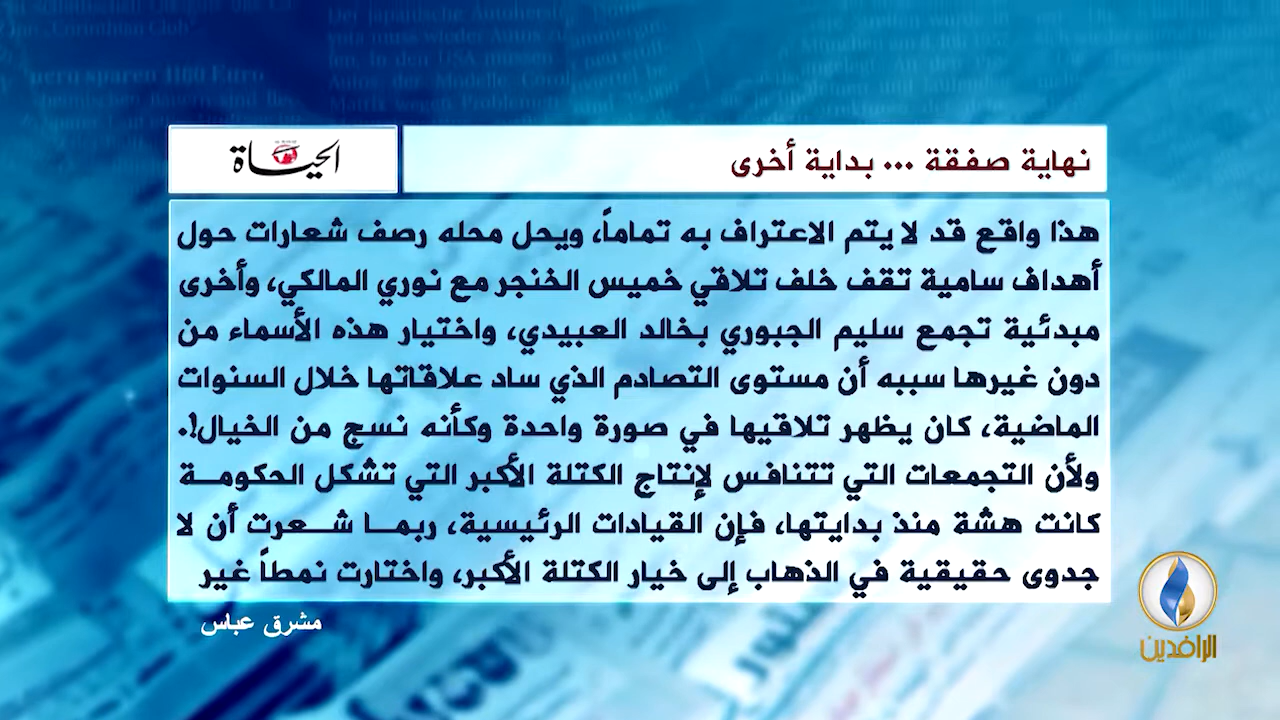 نهاية صفقة ... بداية أخرى
الحياة
هذا واقع قد لا يتم الاعتراف به تماماً، ويحل محله رصف شعارات حول
أهداف سامية تقف خلف تلاقي خميس الخنجر مع نوري المالكي، وأخرى
مبدئية تجمع سليم الجبوري بخالد العبيدي، واختيار هذه الأسماء من
دون غيرها سببه أن مستوى التصادم الذي ساد علاقاتها خلال السنوات
الماضية، كان يظهر تلاقيها في صورة واحدة وكأنه نسج من الخيال!.
ولأن التجمعات التي تتنافس لإنتاج الكتلة الأكبر التي تشكل الحكومــة
كانت هشة منذ بدايتها، فإن القيادات الرئيسية، ربمــا شــعرت أن لا
جدوى حقيقية في الذهاب إلى خيار الكتلة الأكبر، واختارت نمطاً غير
مشرق عباس
الرافدين